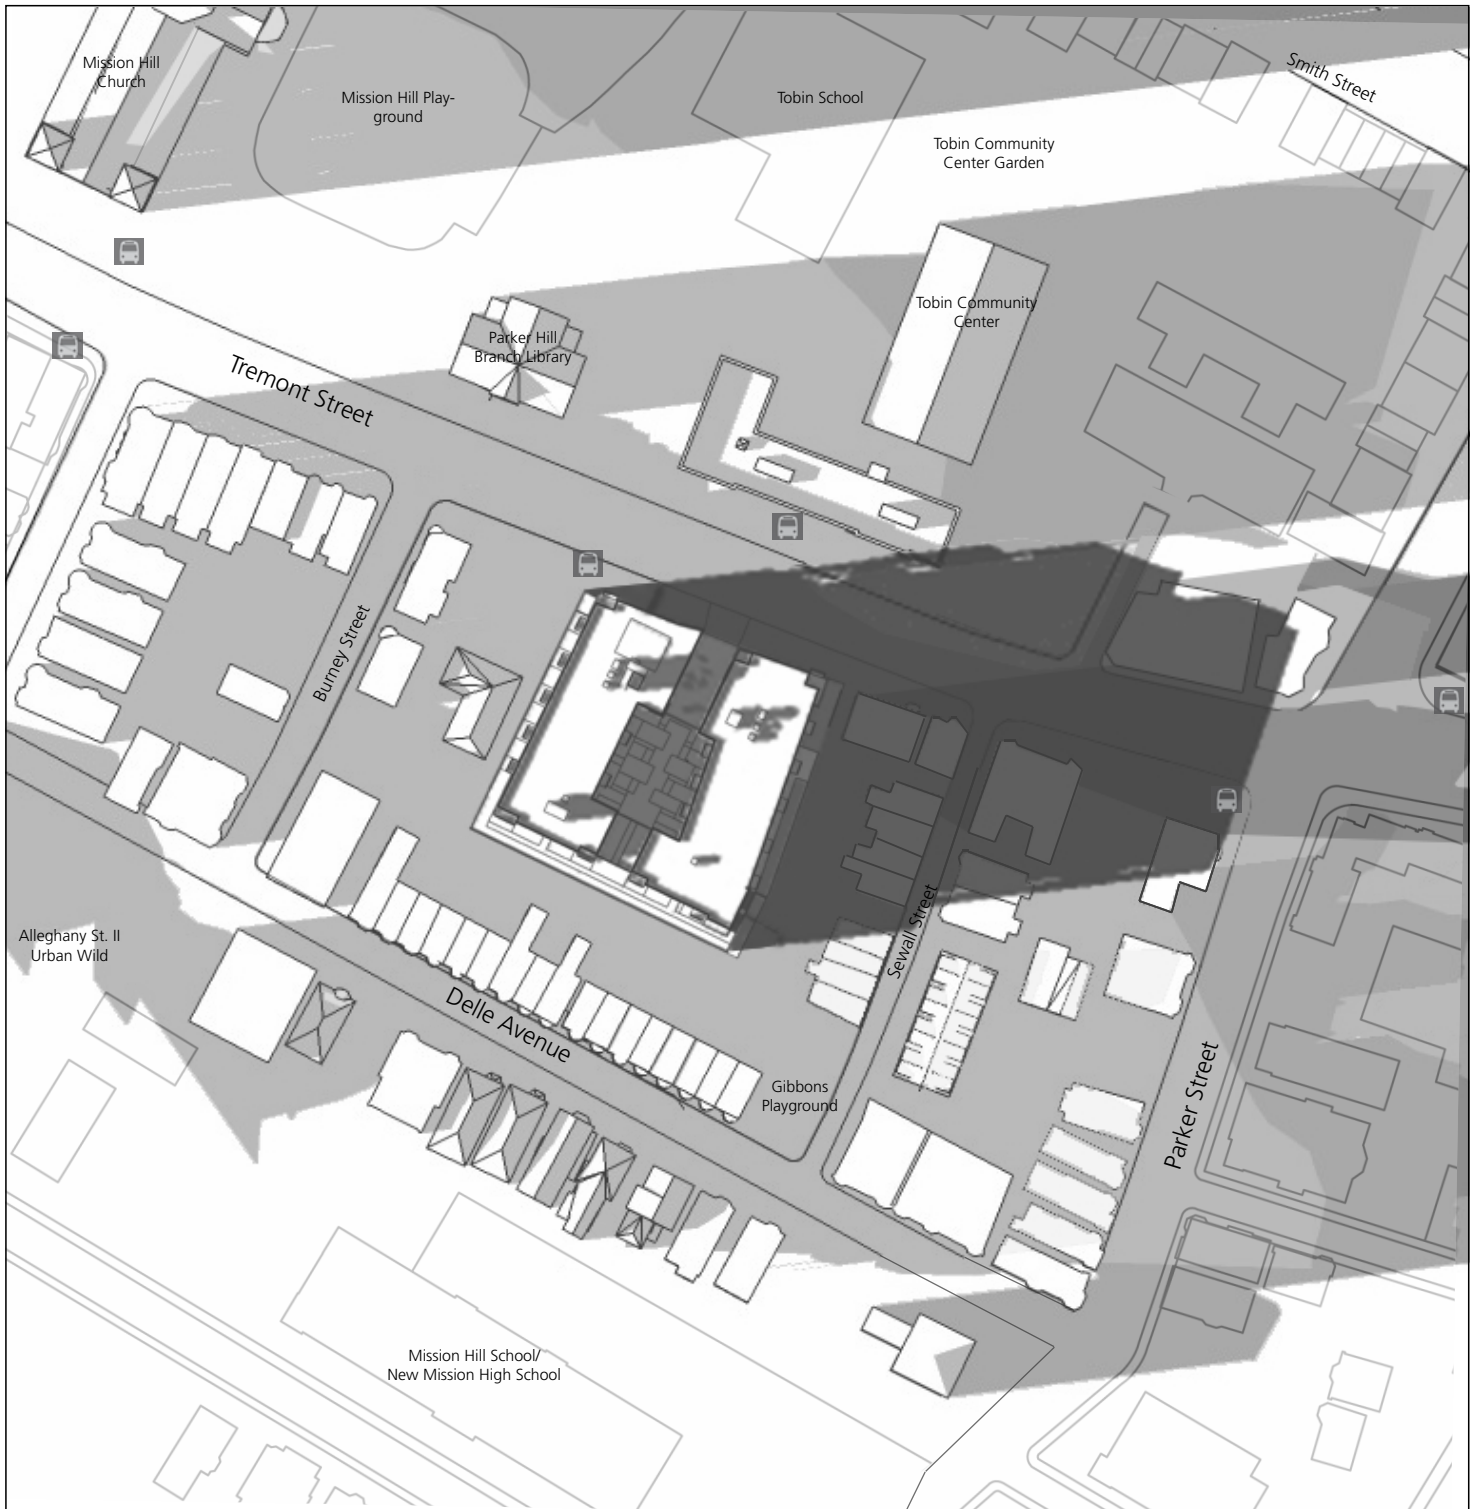 Mission Hill
Church
Mission Hill Play-
ground
Tobin School
Smith Street
Tobin Community
Center Garden
Tobin Community
Center
Parker Hill
Branch Library
Tremont Street
Burney Street
Sewall Street
Alleghany St. II
Urban Wild
Delle Avenue
Gibbons
Playground
Parker Street
Mission Hill School/
New Mission High School